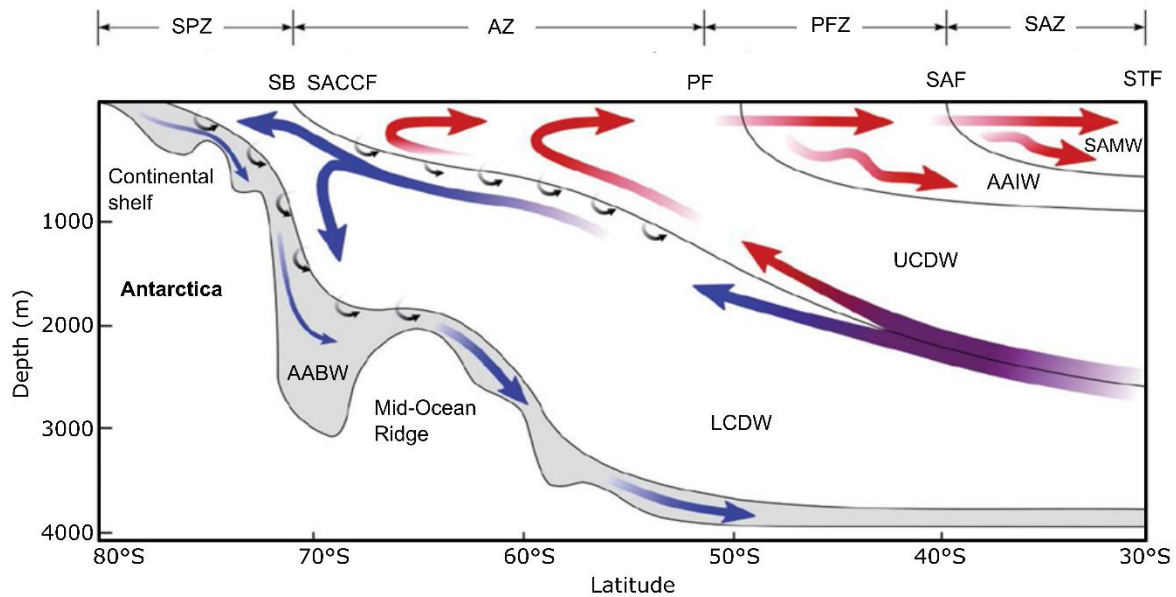 SPZ AZ PFZ SAZ
SB SACCF PF SAF STF
SAMW
AAIW
Continental
shelf
1000
UCDW
Antarctica
Depth (m)
2000
AABW
Mid-Ocean
Ridge
LCDW
3000
4000
80°S 70°S 60°S 50°S 40°S 30°S
Latitude